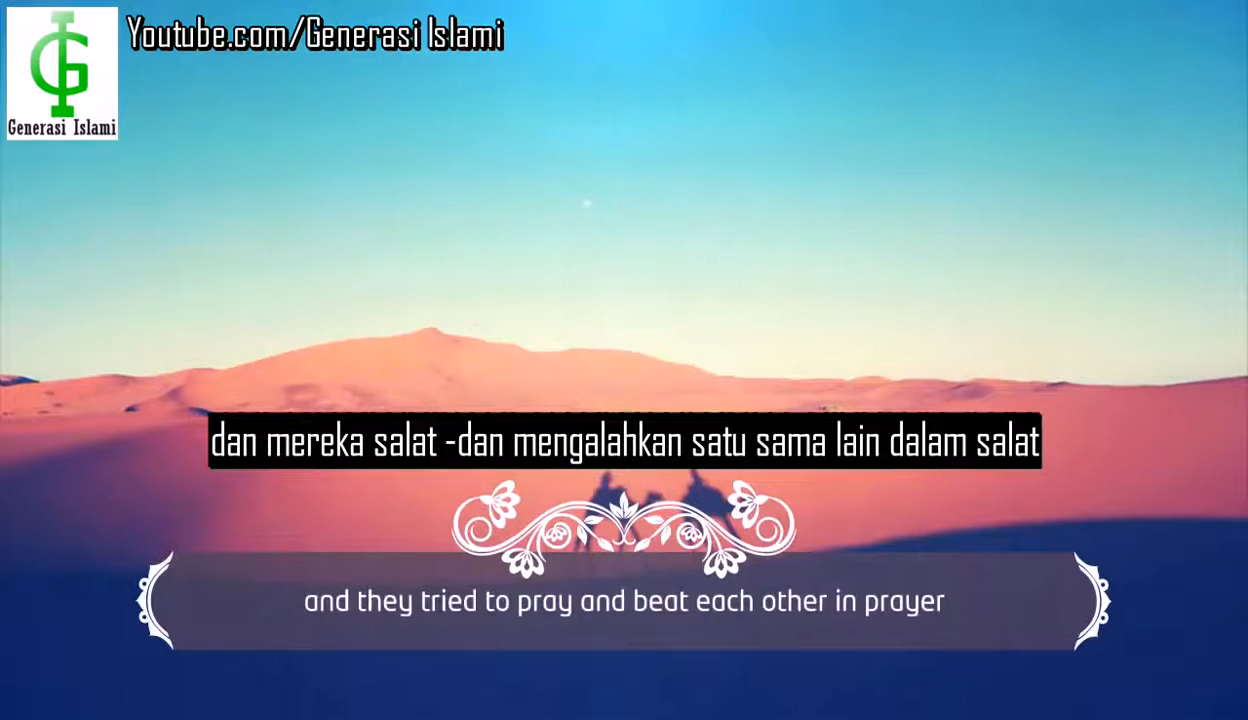 Youtube.com/Generasi Islami
Generasi Islami
dan mereka salat -dan mengalahkan satu sama lain dalam salat
and they tried to pray and beat each other in prayer